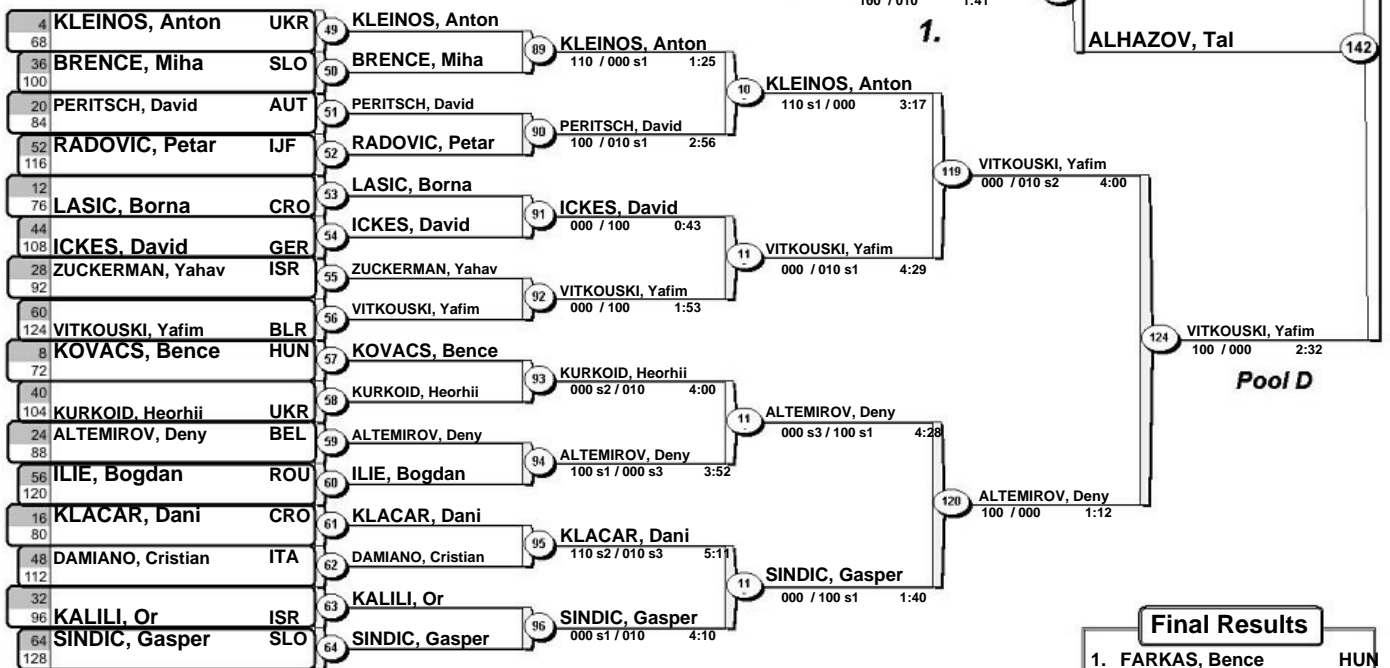 100 / 010 1:41
1.
ALHAZOV, Tal
142
4 KLEINOS, Anton UKR
68
36 BRENCE, Miha SLO
100
20 PERITSCH, David AUT
84
52 RADOVIC, Petar IJF
116
12
76 LASIC, Borna CRO
44
108 ICKES, David GER
28 ZUCKERMAN, Yahav ISR
92
60
124 VITKOUSKI, Yafim BLR
8 KOVACS, Bence HUN
72
40
104 KURKOID, Heorhii UKR
24 ALTEMIROV, Deny BEL
88
56 ILIE, Bogdan ROU
120
16 KLACAR, Dani CRO
80
48 DAMIANO, Cristian ITA
112
32
96 KALILI, Or ISR
64 SINDIC, Gasper SLO
128
49 KLEINOS, Anton
50 BRENCE, Miha
51 PERITSCH, David
52 RADOVIC, Petar
53 LASIC, Borna
54 ICKES, David
55 ZUCKERMAN, Yahav
56 VITKOUSKI, Yafim
57 KOVACS, Bence
58 KURKOID, Heorhii
59 ALTEMIROV, Deny
60 ILIE, Bogdan
61 KLACAR, Dani
62 DAMIANO, Cristian
63 KALILI, Or
64 SINDIC, Gasper
89 KLEINOS, Anton
110 / 000 s1 1:25
90 PERITSCH, David
100 / 010 s1 2:56
91 ICKES, David
000 / 100 0:43
92 VITKOUSKI, Yafim
000 / 100 1:53
93 KURKOID, Heorhii
000 s2 / 010 4:00
94 ALTEMIROV, Deny
100 s1 / 000 s3 3:52
95 KLACAR, Dani
110 s2 / 010 s3 5:11
96 SINDIC, Gasper
000 s1 / 010 4:10
10 KLEINOS, Anton
110 s1 / 000 3:17
11 VITKOUSKI, Yafim
000 / 010 s1 4:29
11 ALTEMIROV, Deny
000 s3 / 100 s1 4:28
11 SINDIC, Gasper
000 / 100 s1 1:40
119 VITKOUSKI, Yafim
000 / 010 s2 4:00
120 ALTEMIROV, Deny
100 / 000 1:12
124 VITKOUSKI, Yafim
100 / 000 2:32
Pool D
Final Results
1. FARKAS, Bence HUN